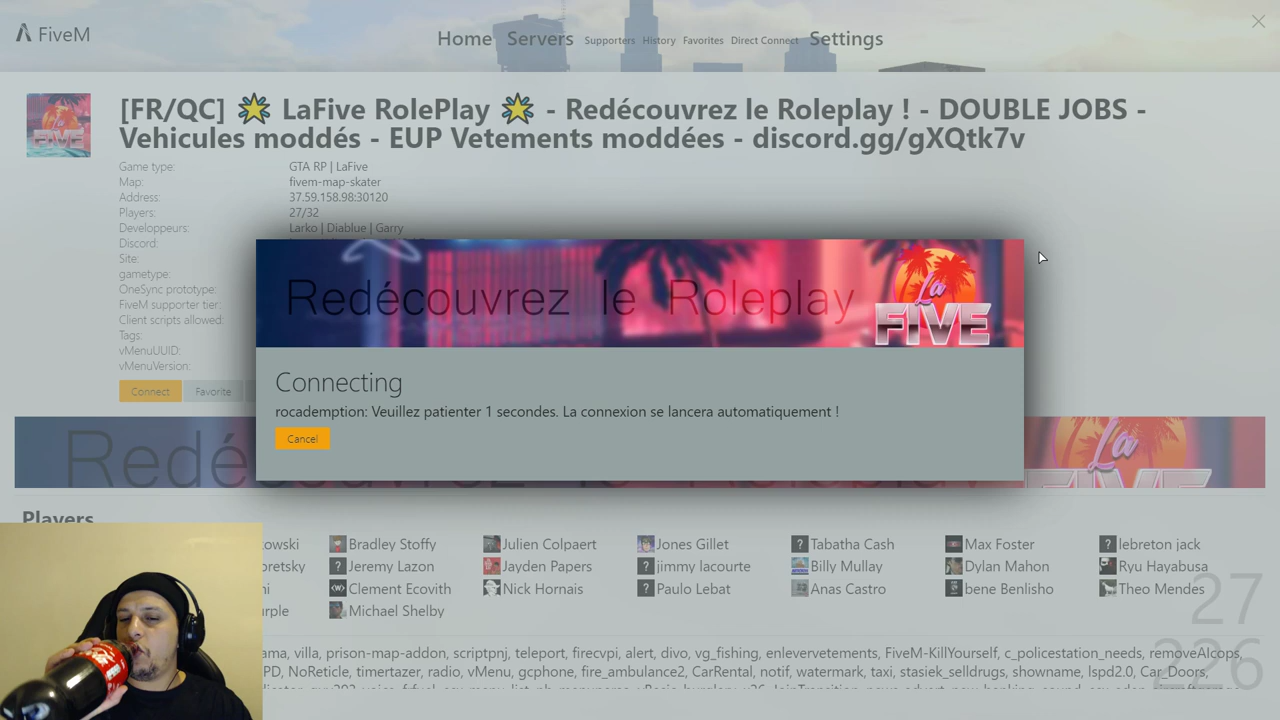 FiveM
Home Servers Supporters History Favorites Direct Connect Settings
[FR/QC] 🌟 LaFive RolePlay 🌟 - Redécouvrez le Roleplay ! - DOUBLE JOBS -
Vehicules moddés - EUP Vetements moddées - discord.gg/gXQtk7v
Game type: GTA RP | LaFive
Map: fivem-map-skater
Address: 37.59.158.98:30120
Players: 27/32
Developpeurs: Larko | Diablue | Garry
Discord:
Site:
gametype:
OneSync prototype:
FiveM supporter tier:
Client scripts allowed:
Tags:
vMenuUUID:
vMenuVersion:
Connect Favorite
Redécouvrez le Roleplay La FIVE
Connecting
rocademption: Veuillez patienter 1 secondes. La connexion se lancera automatiquement !
Cancel
Players
Bradley Stoffy Julien Colpaert Jones Gillet Tabatha Cash Max Foster lebreton jack
Jeremy Lazon Jayden Papers jimmy lacourte Billy Mullay Dylan Mahon Ryu Hayabusa
Clement Ecovith Nick Hornais Paulo Lebat Anas Castro bene Benlisho Theo Mendes
Michael Shelby
27
226
villa, prison-map-addon, scriptpnj, teleport, firecvpi, alert, divo, vg_fishing, enlervetements, FiveM-KillYourself, c_policestation_needs, removeAIcops,
NoReticle, timertazer, radio, vMenu, gcphone, fire_ambulance2, CarRental, notif, watermark, taxi, stasiek_selldrugs, showname, lspd2.0, Car_Doors,